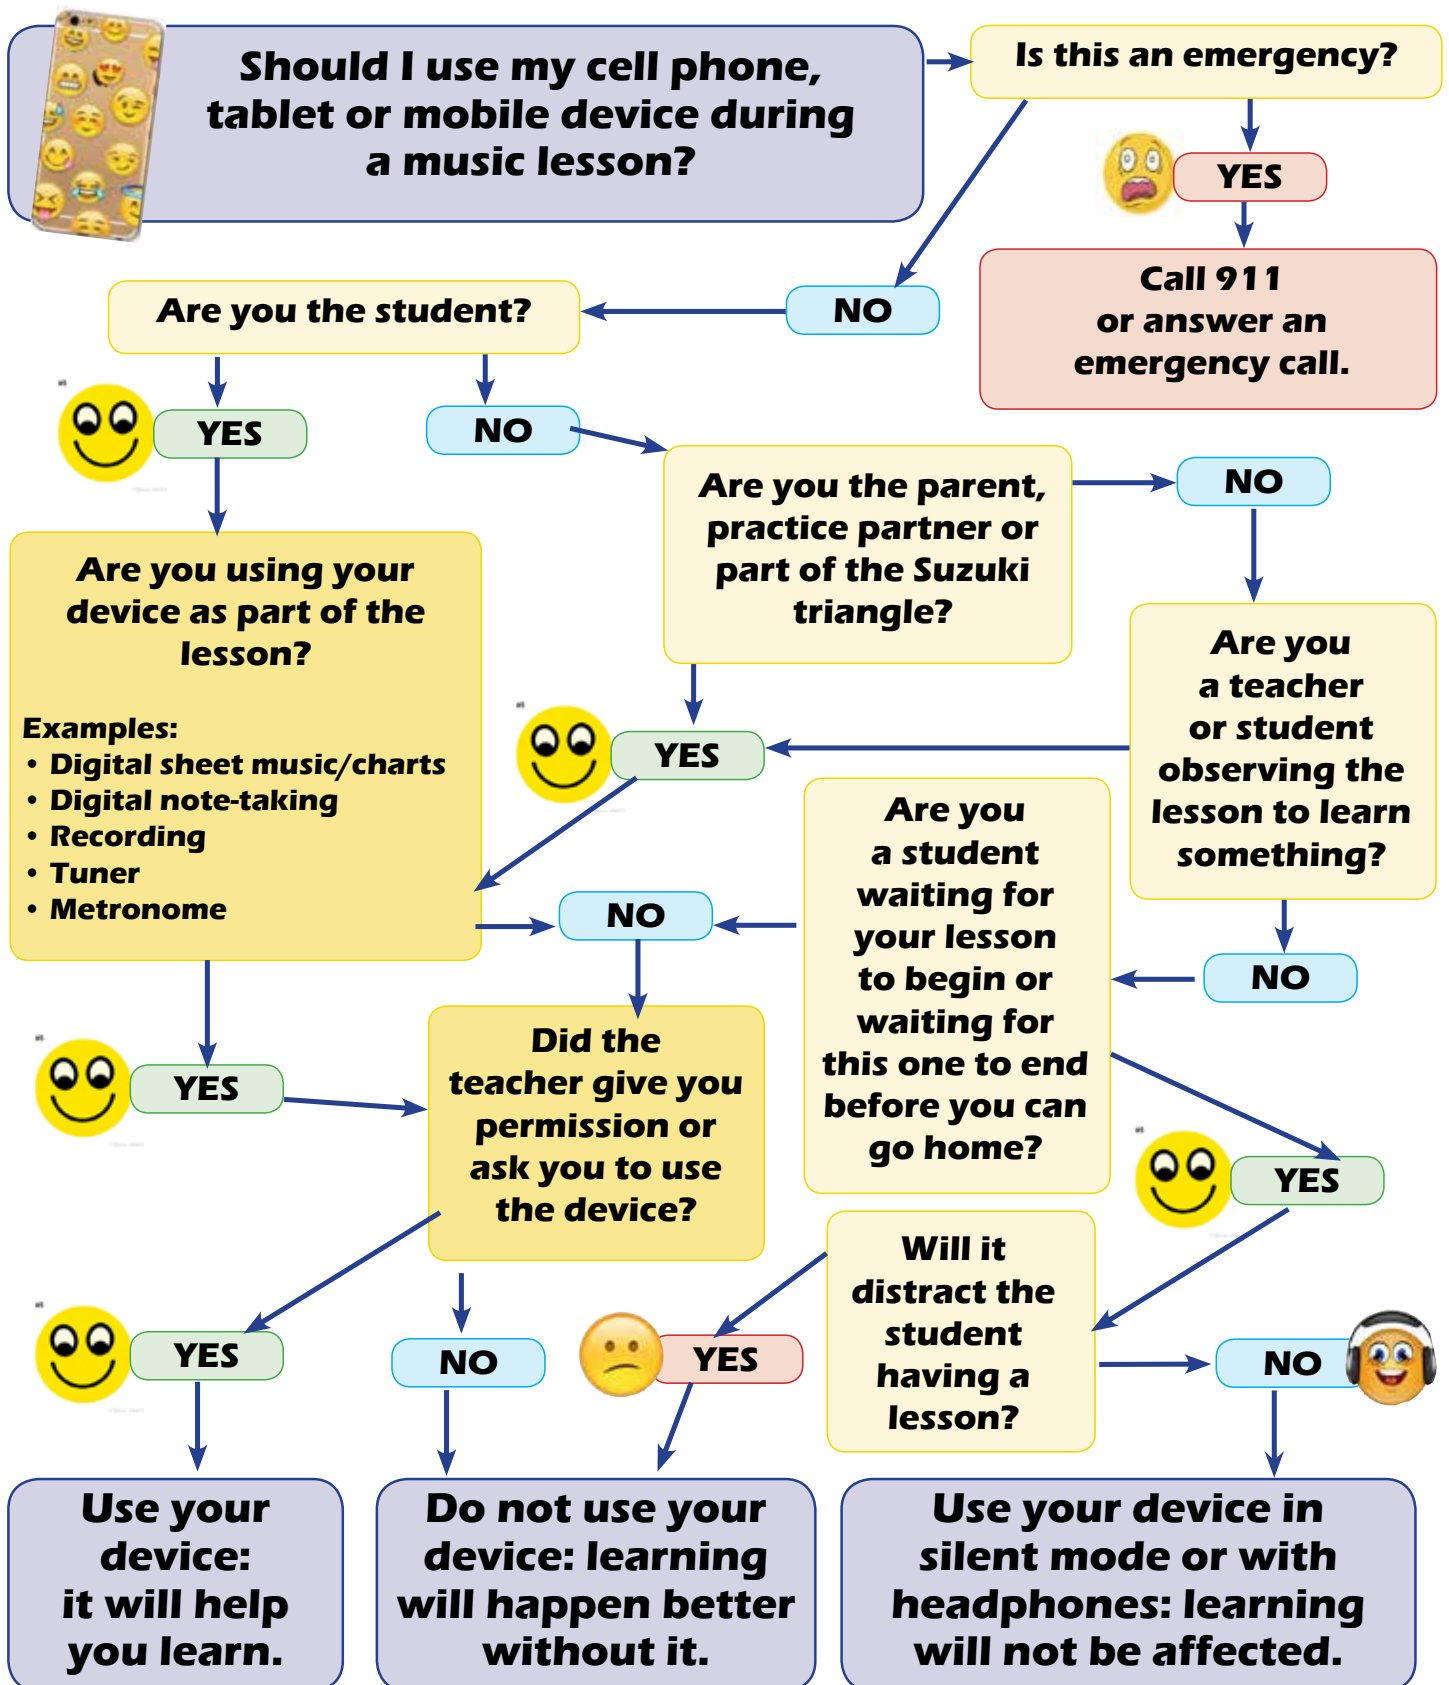 Should I use my cell phone,
tablet or mobile device during
a music lesson?
Is this an emergency?
YES
Call 911
or answer an
emergency call.
NO
Are you the student?
YES
NO
Are you the parent,
practice partner or
part of the Suzuki
triangle?
NO
Are you using your
device as part of the
lesson?
Examples:
• Digital sheet music/charts
• Digital note-taking
• Recording
• Tuner
• Metronome
YES
Are you
a teacher
or student
observing the
lesson to learn
something?
NO
NO
Are you
a student
waiting for
your lesson
to begin or
waiting for
this one to end
before you can
go home?
YES
YES
Did the
teacher give you
permission or
ask you to use
the device?
Will it
distract the
student
having a
lesson?
YES
NO
YES
NO
Use your
device:
it will help
you learn.
Do not use your
device: learning
will happen better
without it.
Use your device in
silent mode or with
headphones: learning
will not be affected.